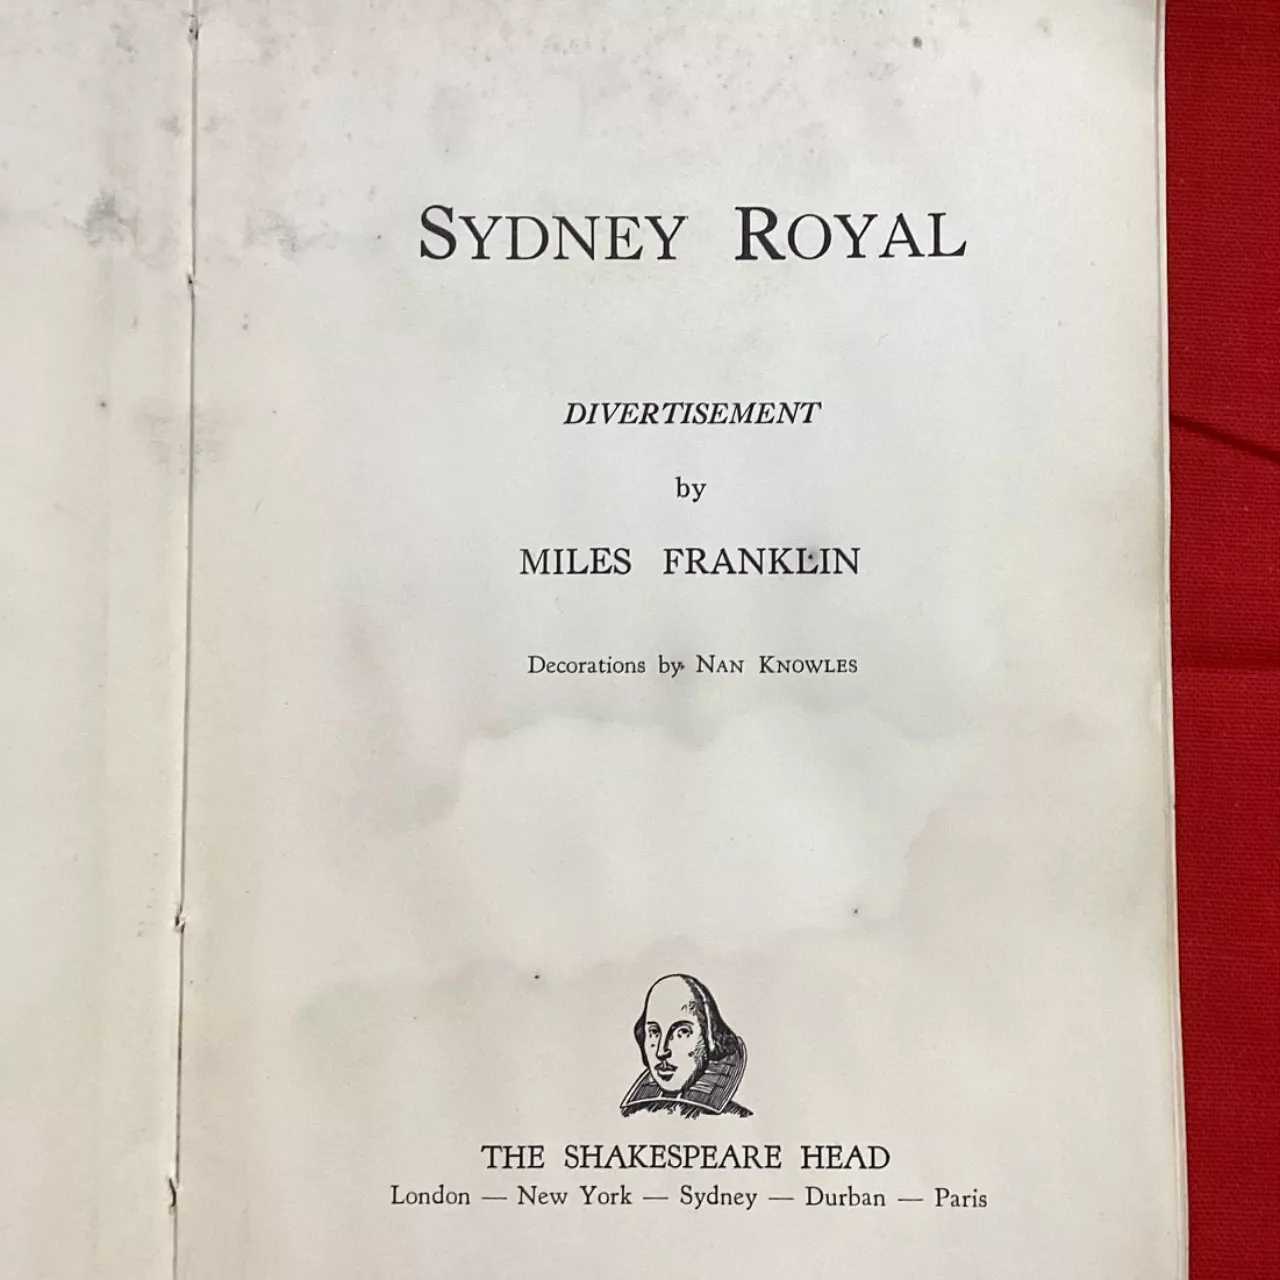 SYDNEY ROYAL
DIVERTISEMENT
by
MILES FRANKLIN
Decorations by NAN KNOWLES
THE SHAKESPEARE HEAD
London — New York — Sydney — Durban — Paris